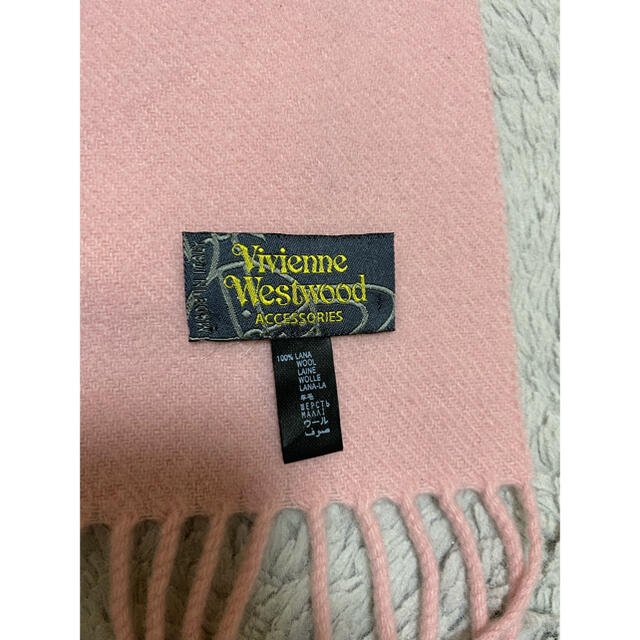 Vivienne
Westwood
ACCESSORIES
MADE IN ITALY
100% LANA
WOOL
LAINE
WOLLE
LANA-LA
羊毛
ШЕРСТЬ
ΜΑΛΛΙ
ウール
صوف